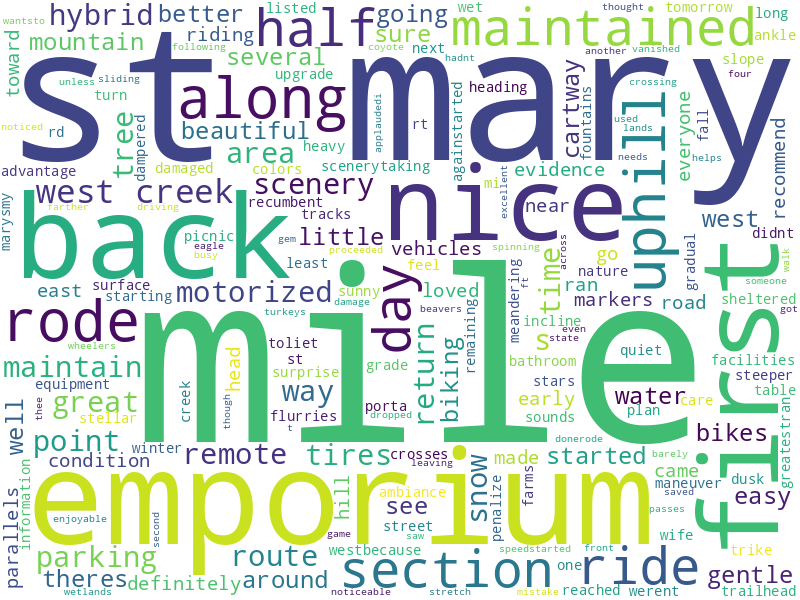 wantsto hybrid better going listed wet thought tomorrow
noticed mountain riding half sure next maintained another vanished long ankle
customers following coyote hadnt
toward several upgrade unless sliding slope four
st mary
along heading cartway crossing
turn tree dampered beautiful applaudedi rt againstarted fountains used lands everyone
rd area heavy uphill needs fall recommend
advantage damaged colors scenerytaking evidence helps
west creek scenery mi near
marysmy recumbent nice excellent west
farther driving tracks little day spinning
back picnic gem vehicles meandering time go gradual didnt
eagle busy proceeded feel ft across nature walk
east surface least sunny loved ran steeper someone
starting motorized damage biking remaining s markers road sheltered got
rode turkeys beavers incline state even first
wheelers toliet grade return quiet facilities
maintain st surprise dropped bathroom table
equipment creek head porta stars water plan care
thee great way though early greatestran
stellar flurries t sounds bikes
point winter crosses donerode
well condition remote tires leaving made started barely easy
information hill snow farms came maneuver saved
emporium
parallels ambiance penalize dusk passes
enjoyable second game see street saw wife trike
parking route westbecause speedstarted front one mistake
theres around section ride gentle
wetlands definitely noticeable stretch reached werent trailhead
miles